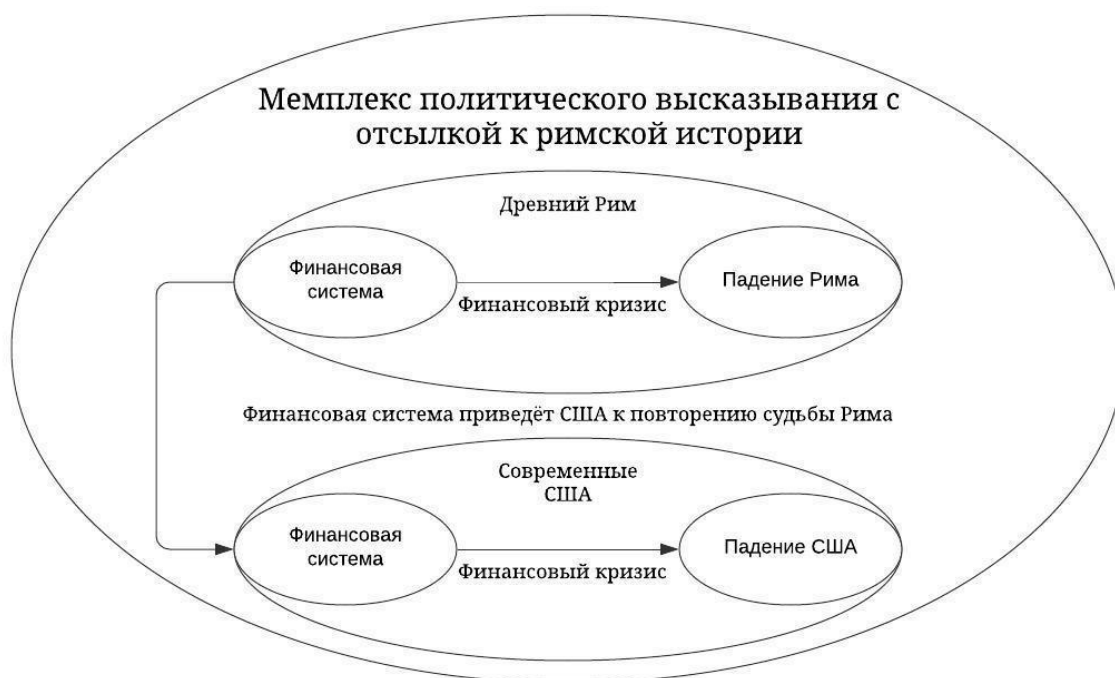 Мемплекс политического высказывания с
отсылкой к римской истории
Древний Рим
Финансовая
система
Финансовый кризис
Падение Рима
Финансовая система приведёт США к повторению судьбы Рима
Современные
США
Финансовая
система
Финансовый кризис
Падение США